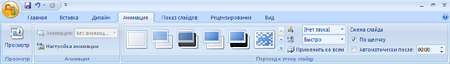 Главная Вставка Дизайн Анимация Показ слайдов Рецензирование Вид
Просмотр
Анимация: Без анимац...
Настройка анимации
[Нет звука]
Быстро
Применить ко всем
Смена слайда
По щелчку
Автоматически после: 00:00
Просмотр Анимация Переход к этому слайду